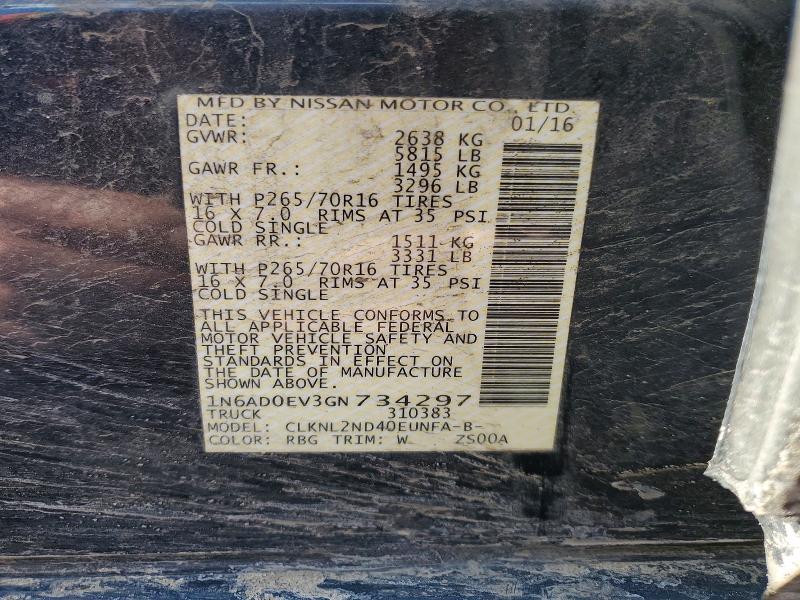 MFD BY NISSAN MOTOR CO., LTD.
DATE: 01/16
GVWR: 2638 KG
5815 LB
GAWR FR.: 1495 KG
3296 LB
WITH P265/70R16 TIRES
16 X 7.0 RIMS AT 35 PSI
COLD SINGLE
GAWR RR.: 1511 KG
3331 LB
WITH P265/70R16 TIRES
16 X 7.0 RIMS AT 35 PSI
COLD SINGLE
THIS VEHICLE CONFORMS TO
ALL APPLICABLE FEDERAL
MOTOR VEHICLE SAFETY AND
THEFT PREVENTION
STANDARDS IN EFFECT ON
THE DATE OF MANUFACTURE
SHOWN ABOVE.
1N6AD0EV3GN734297
TRUCK 310383
MODEL: CLKNL2ND40EUNFA-B-
COLOR: RBG TRIM: W ZS00A